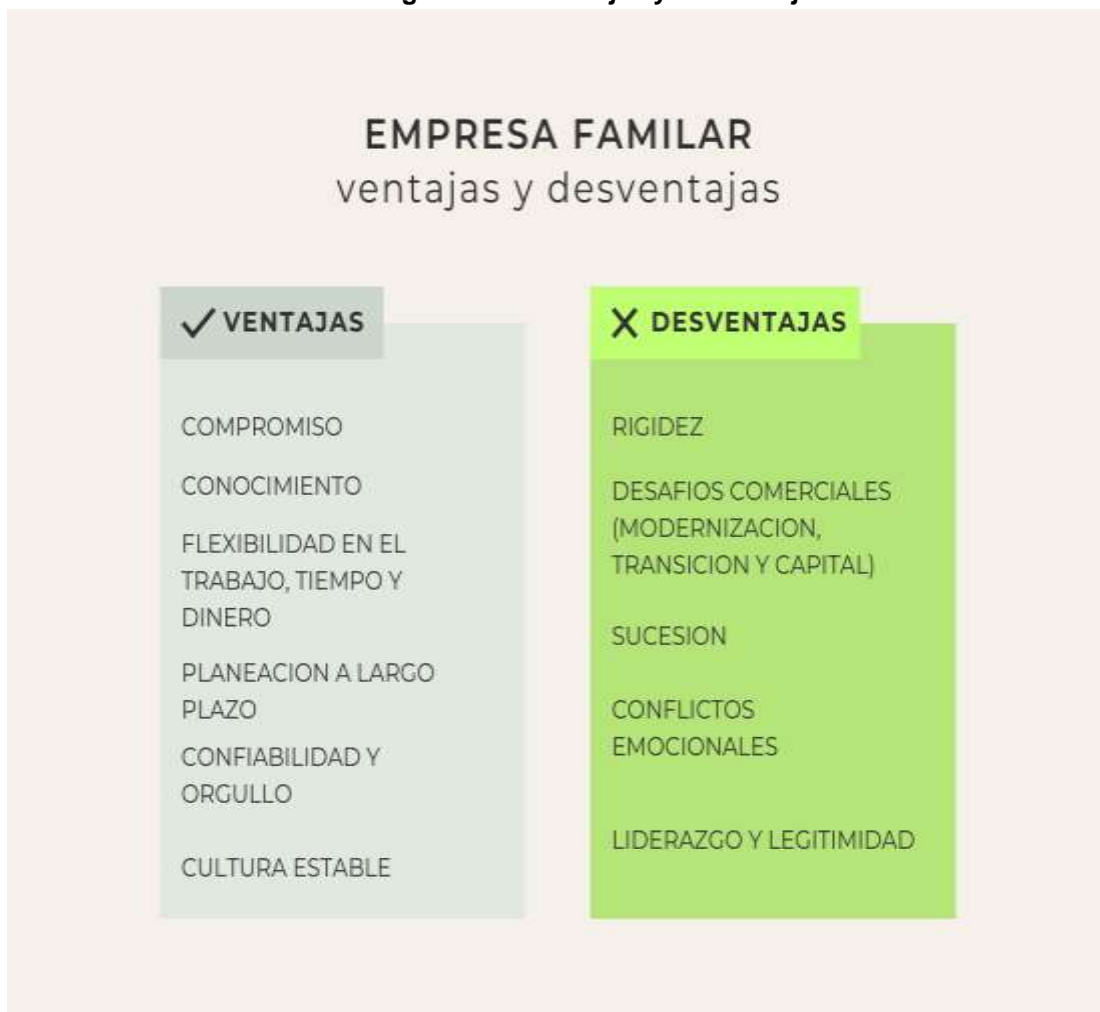 EMPRESA FAMILAR
ventajas y desventajas
VENTAJAS
COMPROMISO
CONOCIMIENTO
FLEXIBILIDAD EN EL
TRABAJO, TIEMPO Y
DINERO
PLANEACION A LARGO
PLAZO
CONFIABILIDAD Y
ORGULLO
CULTURA ESTABLE
DESVENTAJAS
RIGIDEZ
DESAFIOS COMERCIALES
(MODERNIZACION,
TRANSICION Y CAPITAL)
SUCESION
CONFLICTOS
EMOCIONALES
LIDERAZGO Y LEGITIMIDAD